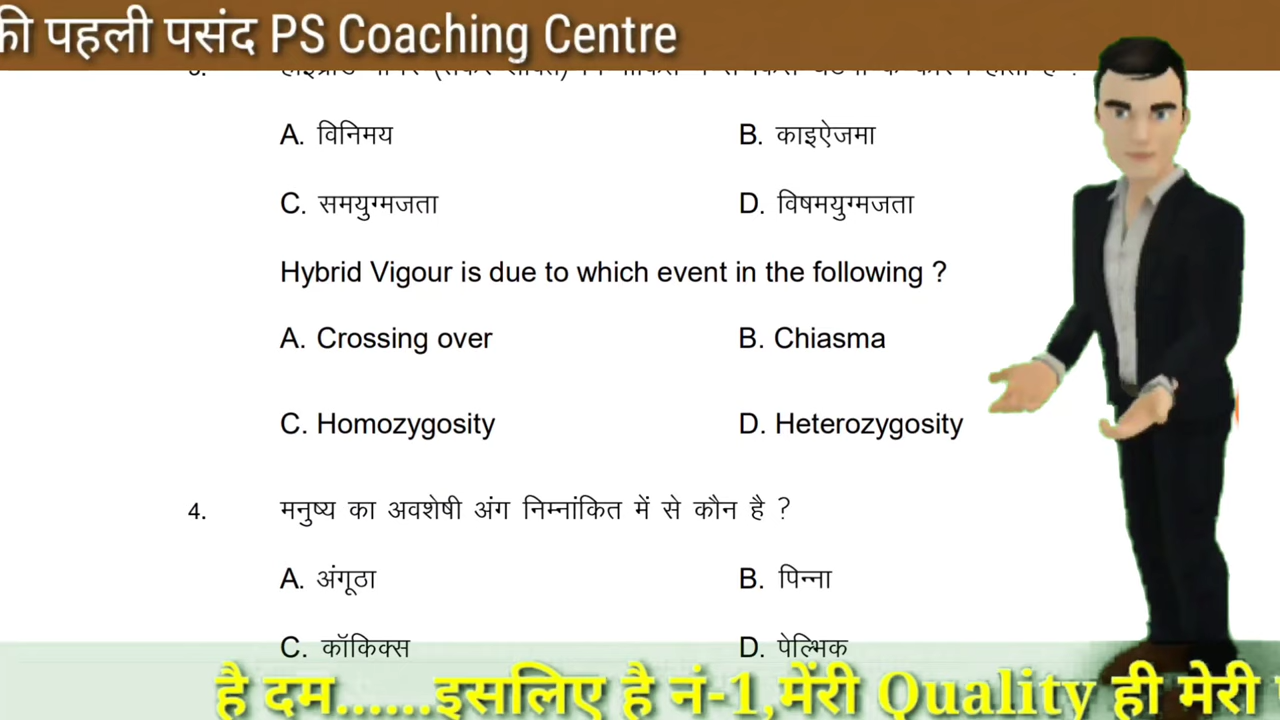 की पहली पसंद PS Coaching Centre
A. विनिमय B. काइऐजमा
C. समयुग्मजता D. विषमयुग्मजता
Hybrid Vigour is due to which event in the following ?
A. Crossing over B. Chiasma
C. Homozygosity D. Heterozygosity
4. मनुष्य का अवशेषी अंग निम्नांकित में से कौन है ?
A. अंगूठा B. पिन्ना
C. कॉकिक्स D. पेल्भिक
है दम......इसलिए है नं-1,मेंरी Quality ही मेरी